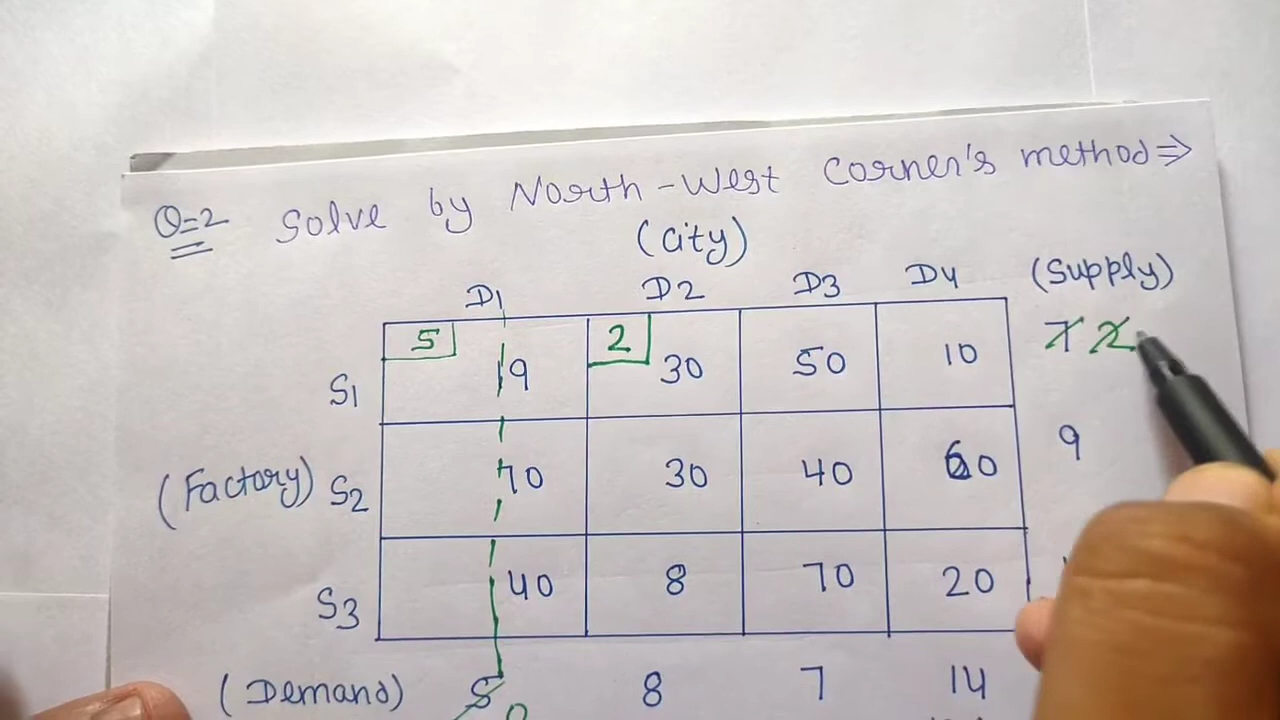 Q=2 Solve by North-West Corner's method ⇒
(City)
D1 D2 D3 D4 (Supply)
5 2 7 2
S1 19 30 50 10
(Factory) S2 70 30 40 60 9
S3 40 8 70 20
(Demand) 5 8 7 14
0